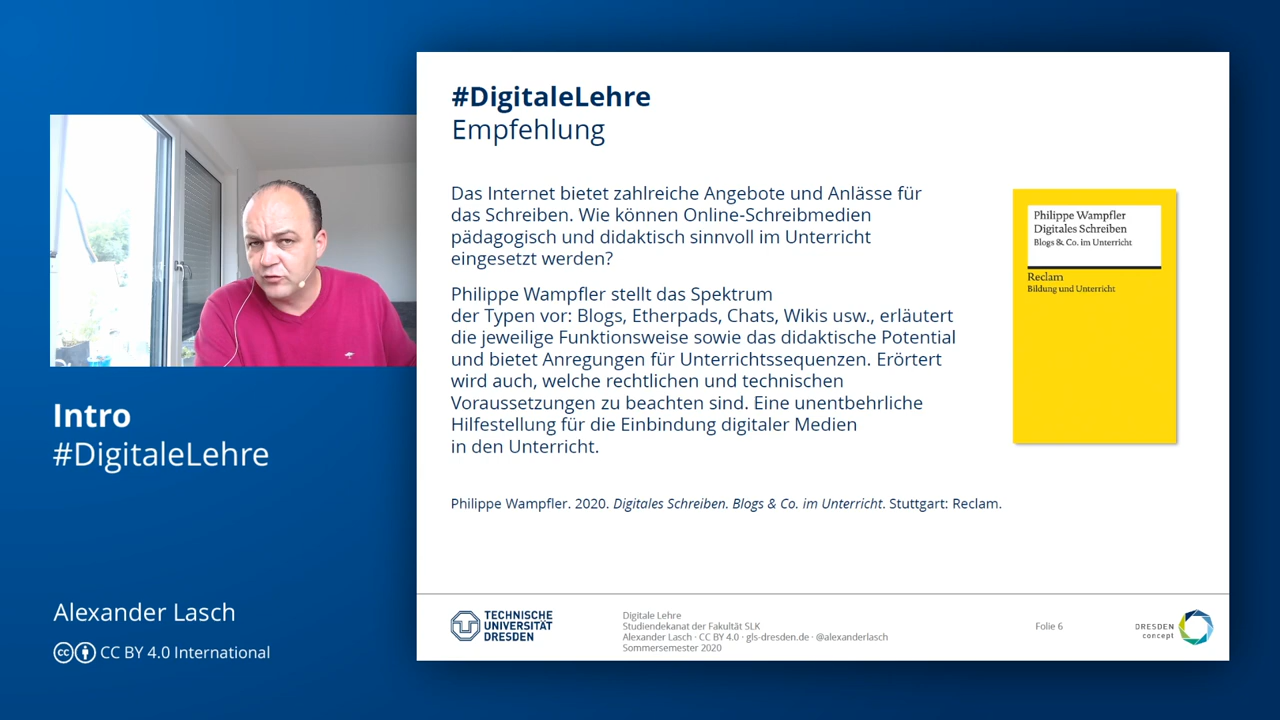 #DigitaleLehre
Empfehlung
Das Internet bietet zahlreiche Angebote und Anlässe für
das Schreiben. Wie können Online-Schreibmedien
pädagogisch und didaktisch sinnvoll im Unterricht
eingesetzt werden?
Philippe Wampfler stellt das Spektrum
der Typen vor: Blogs, Etherpads, Chats, Wikis usw., erläutert
die jeweilige Funktionsweise sowie das didaktische Potential
und bietet Anregungen für Unterrichtssequenzen. Erörtert
wird auch, welche rechtlichen und technischen
Voraussetzungen zu beachten sind. Eine unentbehrliche
Hilfestellung für die Einbindung digitaler Medien
in den Unterricht.
Philippe Wampfler. 2020. Digitales Schreiben. Blogs & Co. im Unterricht. Stuttgart: Reclam.
Philippe Wampfler
Digitales Schreiben
Blogs & Co. im Unterricht
Reclam
Bildung und Unterricht
Intro
#DigitaleLehre
Alexander Lasch
CC BY 4.0 International
TECHNISCHE
UNIVERSITÄT
DRESDEN
Digitale Lehre
Studiendekanat der Fakultät SLK
Alexander Lasch · CC BY 4.0 · gls-dresden.de · @alexanderlasch
Sommersemester 2020
Folie 6
DRESDEN
concept